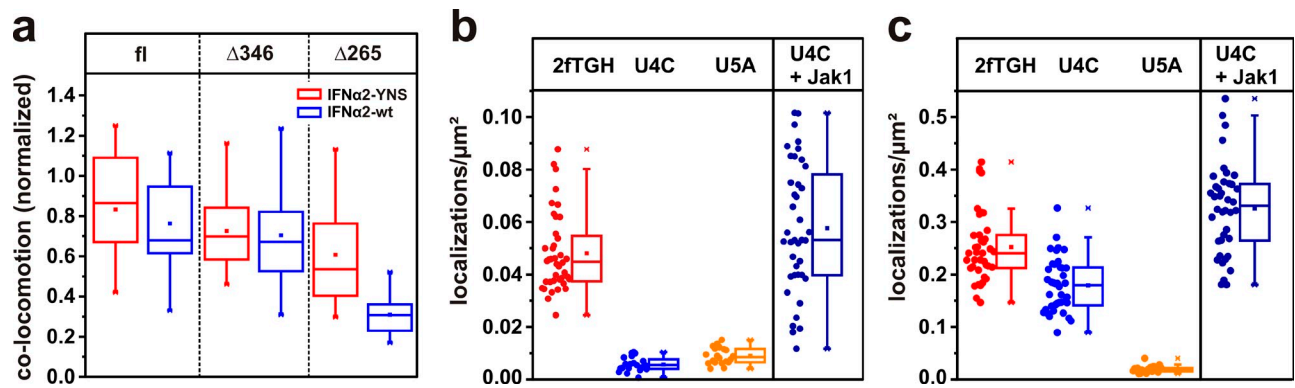 a
fl Δ346 Δ265
IFNα2-YNS
IFNα2-wt
co-locomotion (normalized)
1.4
1.2
1.0
0.8
0.6
0.4
0.2
0.0
b
2fTGH U4C U5A U4C
+ Jak1
localizations/µm²
0.10
0.08
0.06
0.04
0.02
0.00
c
2fTGH U4C U5A U4C
+ Jak1
localizations/µm²
0.5
0.4
0.3
0.2
0.1
0.0